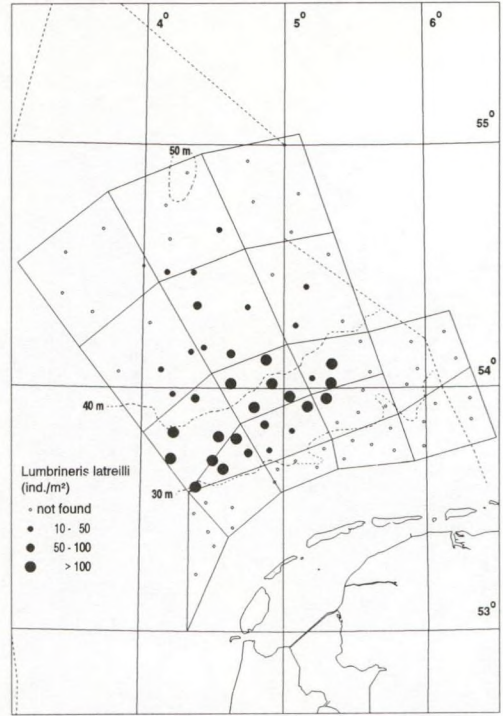 4° 5° 6°
55°
50 m
54°
40 m
Lumbrineris latreilli
(ind./m²)
not found
10 - 50
50 - 100
> 100
30 m
53°